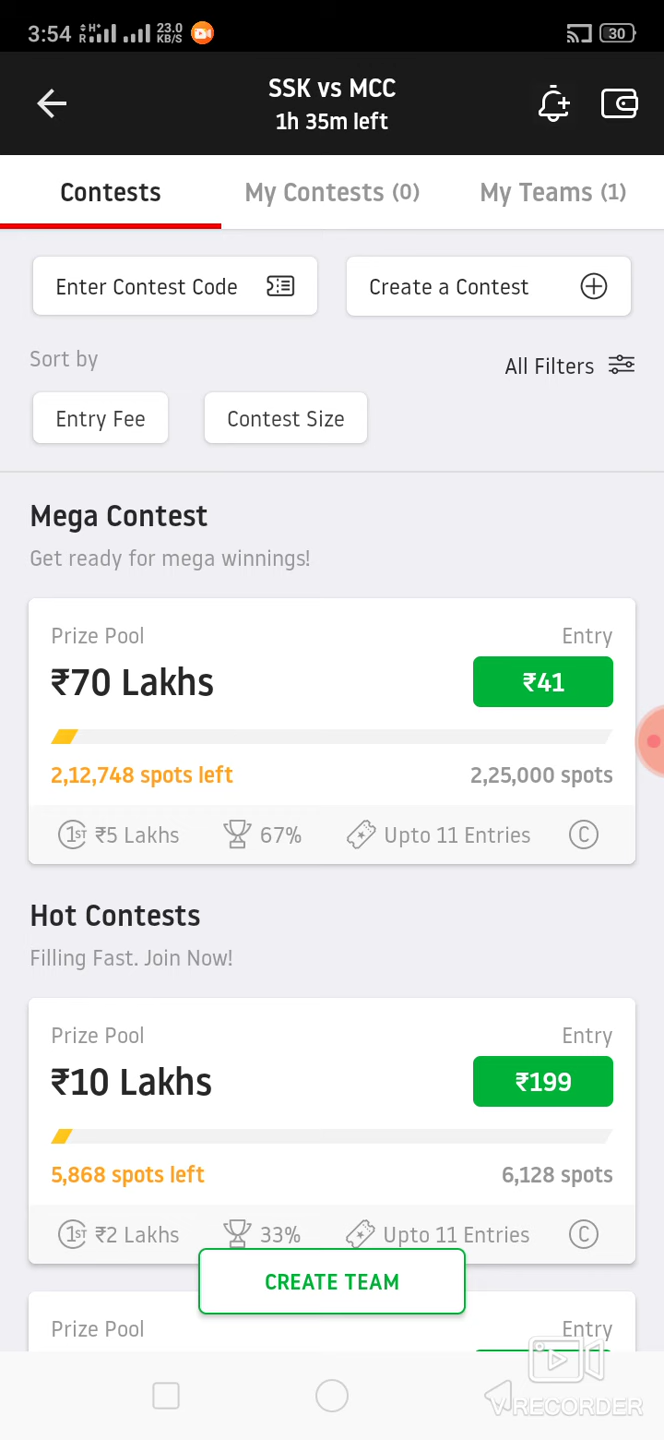 3:54 R H+ 23.0 KB/S 30
SSK vs MCC
1h 35m left
Contests My Contests (0) My Teams (1)
Enter Contest Code Create a Contest
Sort by
All Filters
Entry Fee Contest Size
Mega Contest
Get ready for mega winnings!
Prize Pool Entry
₹70 Lakhs ₹41
2,12,748 spots left 2,25,000 spots
1ST ₹5 Lakhs 67% Upto 11 Entries C
Hot Contests
Filling Fast. Join Now!
Prize Pool Entry
₹10 Lakhs ₹199
5,868 spots left 6,128 spots
1ST ₹2 Lakhs 33% Upto 11 Entries C
CREATE TEAM
Prize Pool Entry
V RECORDER